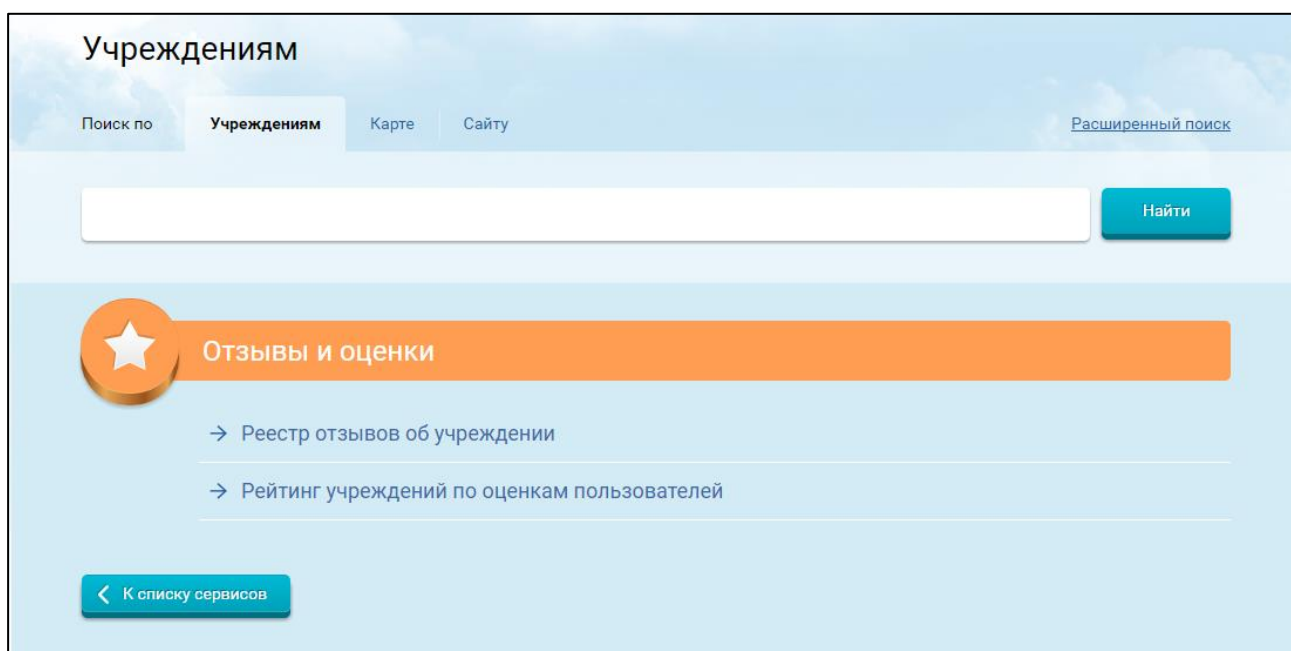 Учреждениям
Поиск по Учреждениям Карте Сайту Расширенный поиск
Найти
Отзывы и оценки
→ Реестр отзывов об учреждении
→ Рейтинг учреждений по оценкам пользователей
К списку сервисов